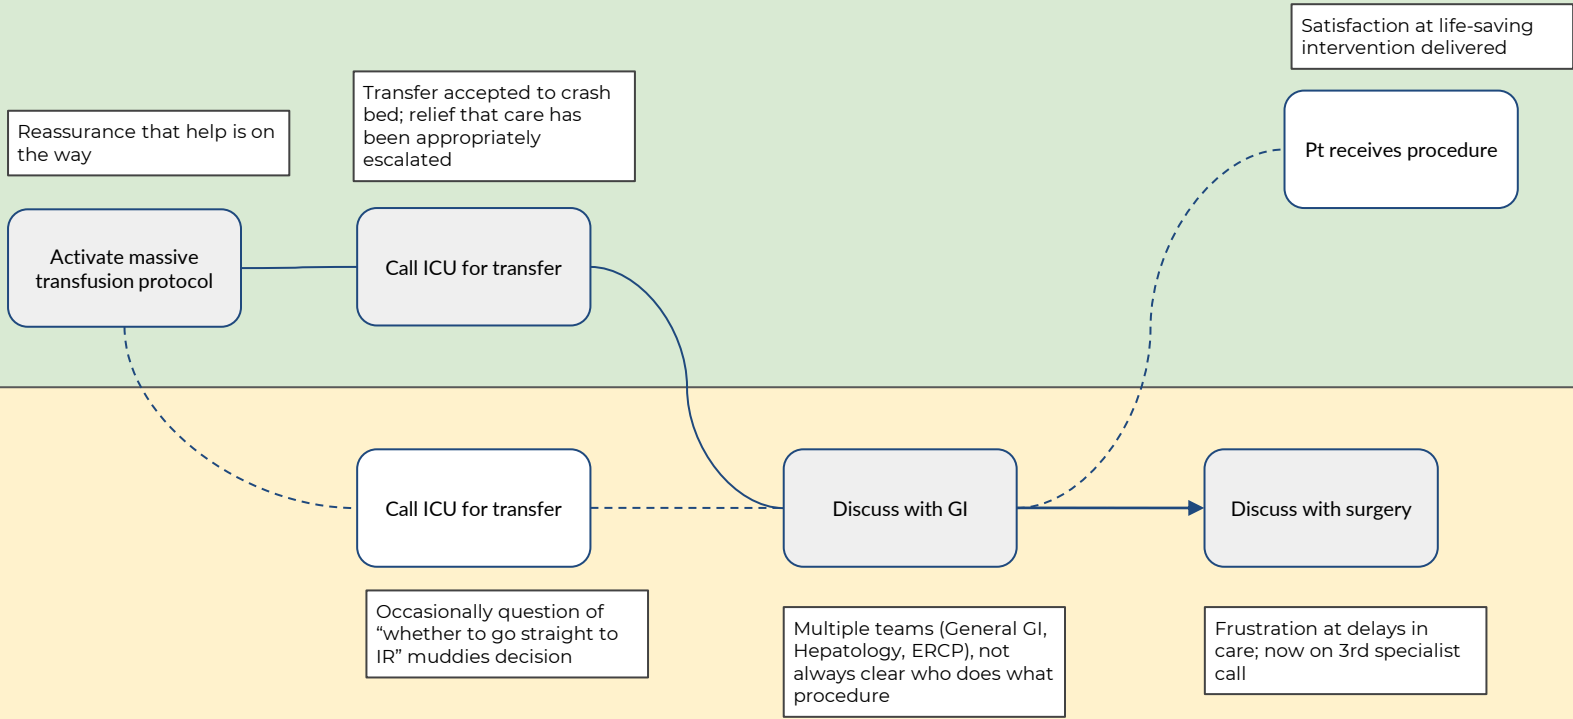 Satisfaction at life-saving
intervention delivered
Transfer accepted to crash
bed; relief that care has
been appropriately
escalated
Reassurance that help is on
the way
Pt receives procedure
Activate massive
transfusion protocol
Call ICU for transfer
Call ICU for transfer
Discuss with GI
Discuss with surgery
Occasionally question of
“whether to go straight to
IR” muddies decision
Multiple teams (General GI,
Hepatology, ERCP), not
always clear who does what
procedure
Frustration at delays in
care; now on 3rd specialist
call